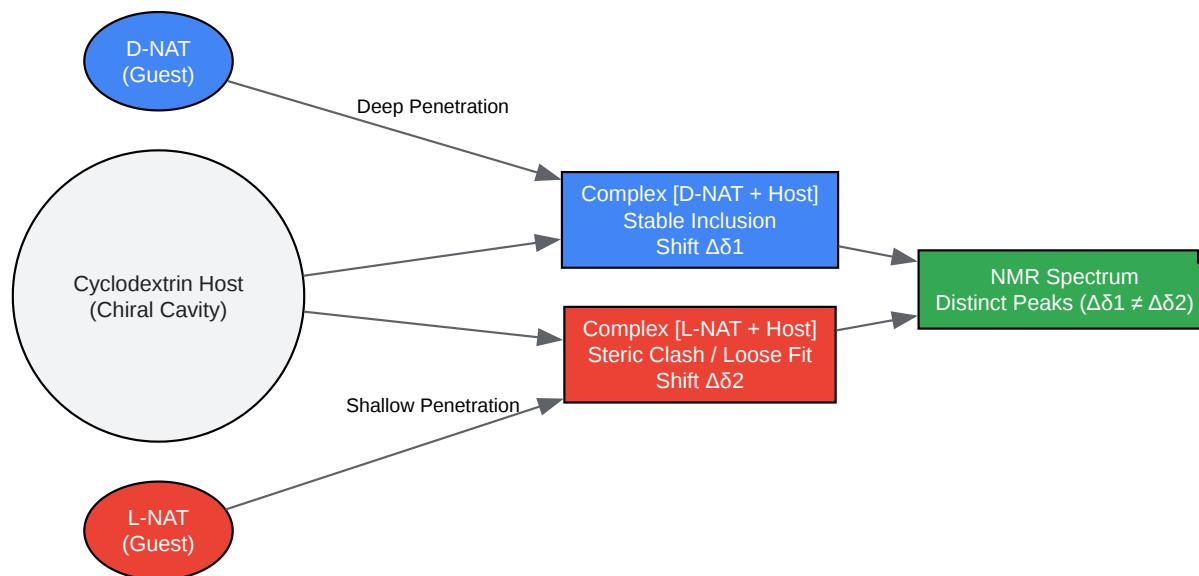 D-NAT
(Guest)
Deep Penetration
Complex [D-NAT + Host]
Stable Inclusion
Shift Δδ1
Cyclodextrin Host
(Chiral Cavity)
NMR Spectrum
Distinct Peaks (Δδ1 ≠ Δδ2)
Complex [L-NAT + Host]
Steric Clash / Loose Fit
Shift Δδ2
Shallow Penetration
L-NAT
(Guest)